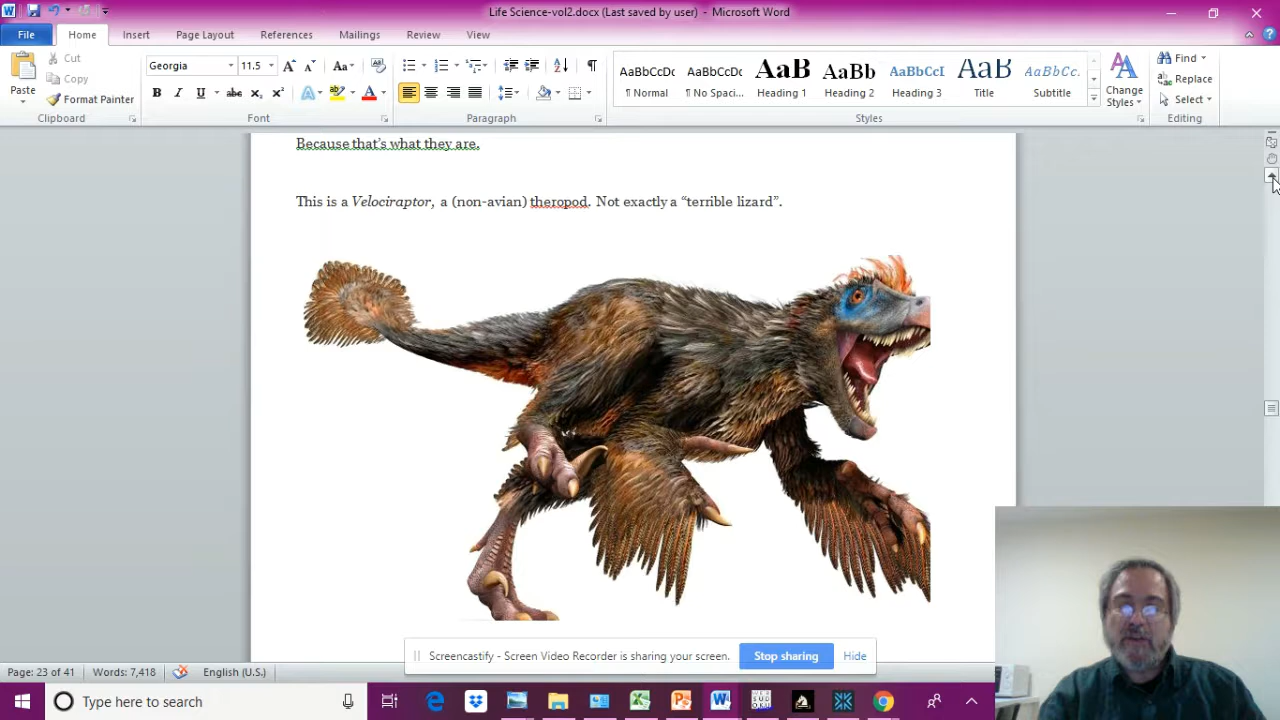 Life Science-vol2.docx (Last saved by user) - Microsoft Word
File Home Insert Page Layout References Mailings Review View
Paste
Cut
Copy
Format Painter
Clipboard
Georgia 11.5
Font
Paragraph
AaBbCcDc AaBbCcDc AaB AaBb AaBbCcI AaB AaBbCc.
¶ Normal ¶ No Spaci... Heading 1 Heading 2 Heading 3 Title Subtitle
Styles
Change
Styles
Find
Replace
Select
Editing
Because that's what they are.
This is a Velociraptor, a (non-avian) theropod. Not exactly a “terrible lizard”.
Screencastify - Screen Video Recorder is sharing your screen. Stop sharing Hide
Page: 23 of 41 Words: 7,418 English (U.S.)
Type here to search